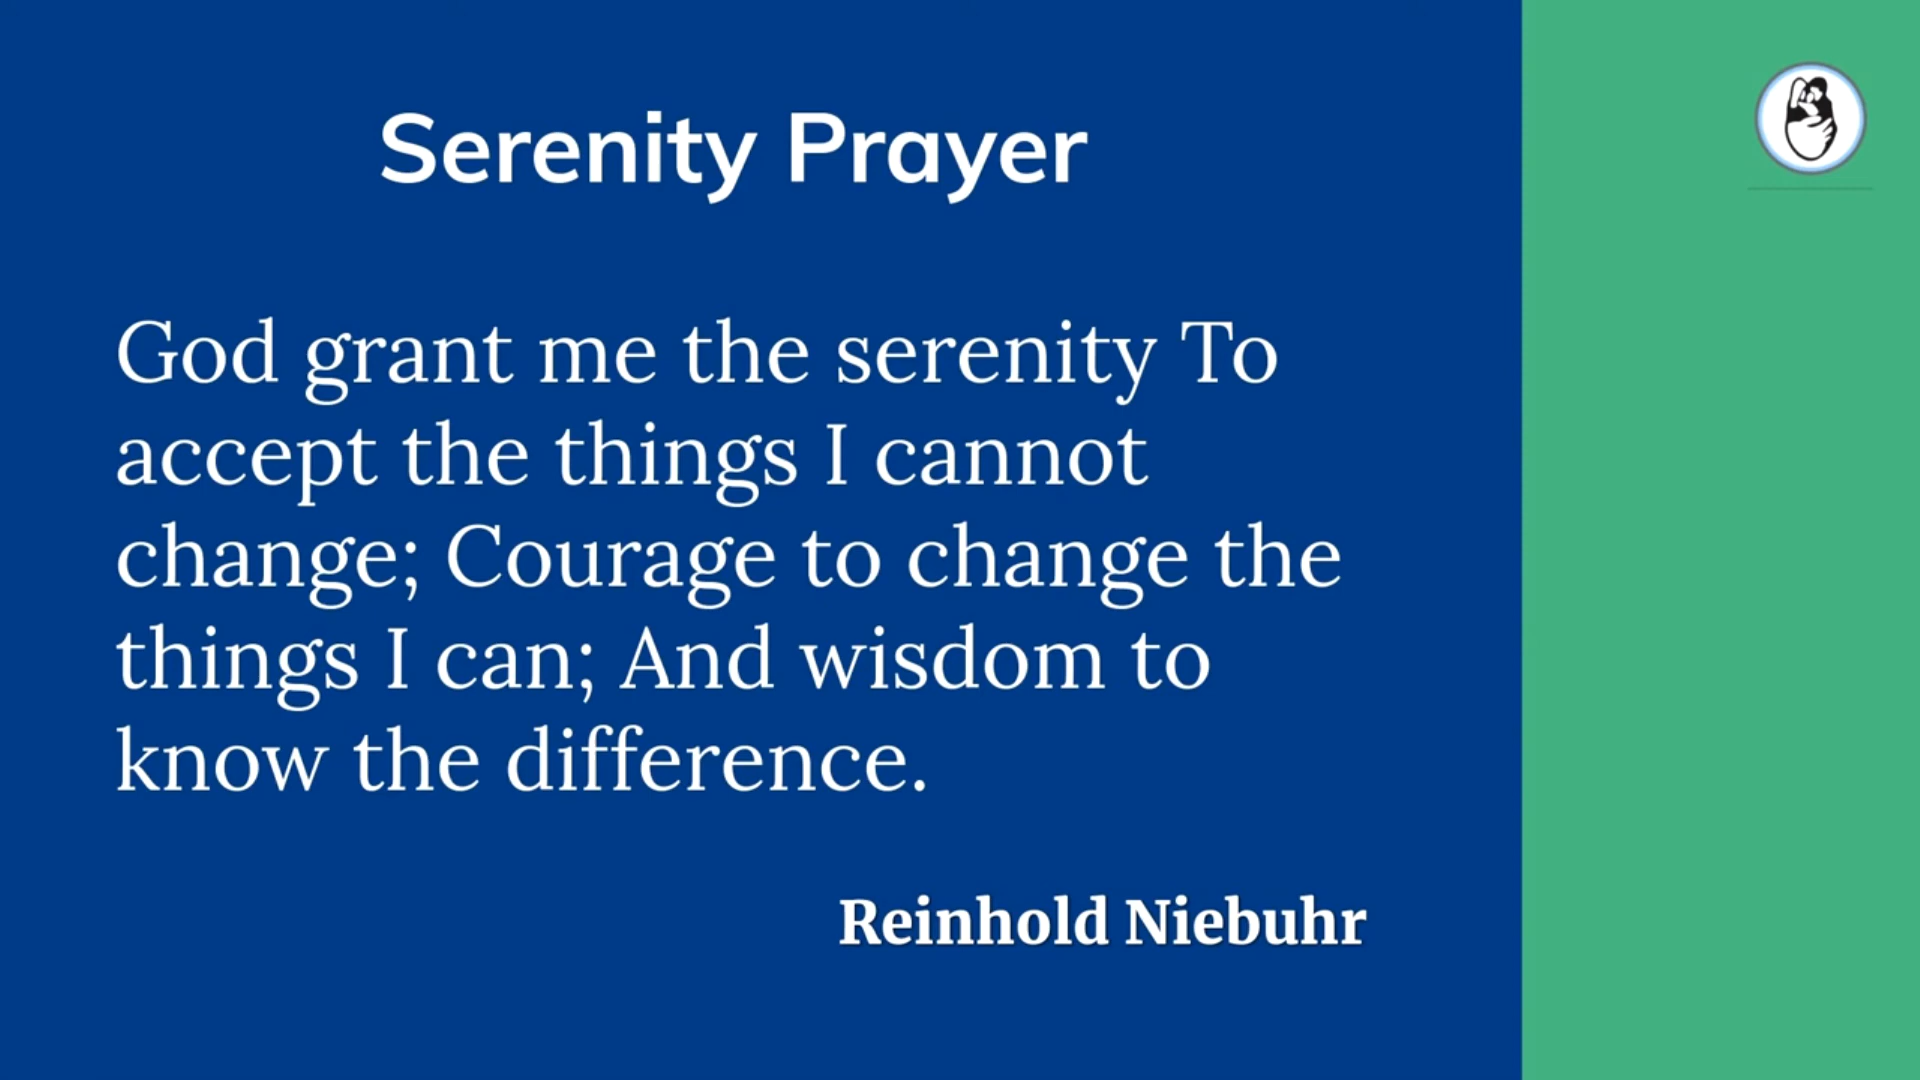 Serenity Prayer
God grant me the serenity To
accept the things I cannot
change; Courage to change the
things I can; And wisdom to
know the difference.
Reinhold Niebuhr